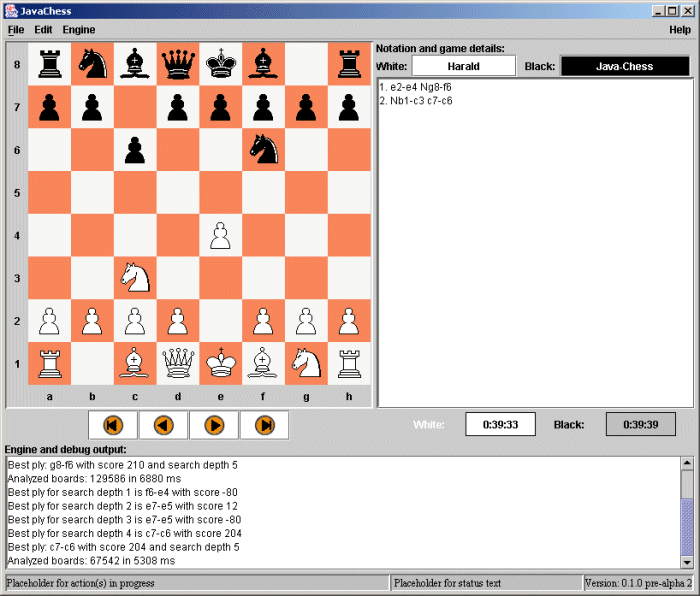 JavaChess
File Edit Engine Help
Notation and game details:
White: Harald Black: Java-Chess
1. e2-e4 Ng8-f6
2. Nb1-c3 c7-c6
8
7
6
5
4
3
2
1
a b c d e f g h
White: 0:39:33 Black: 0:39:39
Engine and debug output:
Best ply: g8-f6 with score 210 and search depth 5
Analyzed boards: 129586 in 6880 ms
Best ply for search depth 1 is f6-e4 with score -80
Best ply for search depth 2 is e7-e5 with score 12
Best ply for search depth 3 is e7-e5 with score -80
Best ply for search depth 4 is c7-c6 with score 204
Best ply: c7-c6 with score 204 and search depth 5
Analyzed boards: 67542 in 5308 ms
Placeholder for action(s) in progress Placeholder for status text Version: 0.1.0 pre-alpha 2